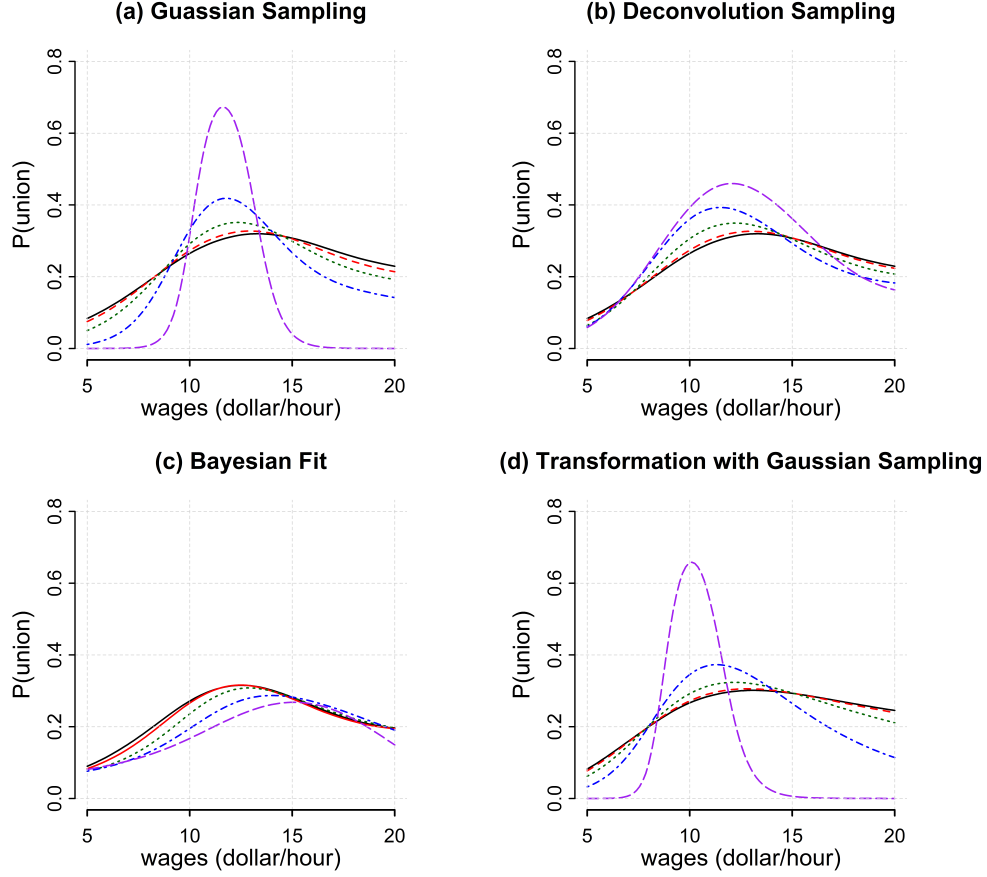 (a) Guassian Sampling
P(union)
0.8
0.6
0.4
0.2
0.0
5 10 15 20
wages (dollar/hour)
(b) Deconvolution Sampling
P(union)
0.8
0.6
0.4
0.2
0.0
5 10 15 20
wages (dollar/hour)
(c) Bayesian Fit
P(union)
0.8
0.6
0.4
0.2
0.0
5 10 15 20
wages (dollar/hour)
(d) Transformation with Gaussian Sampling
P(union)
0.8
0.6
0.4
0.2
0.0
5 10 15 20
wages (dollar/hour)